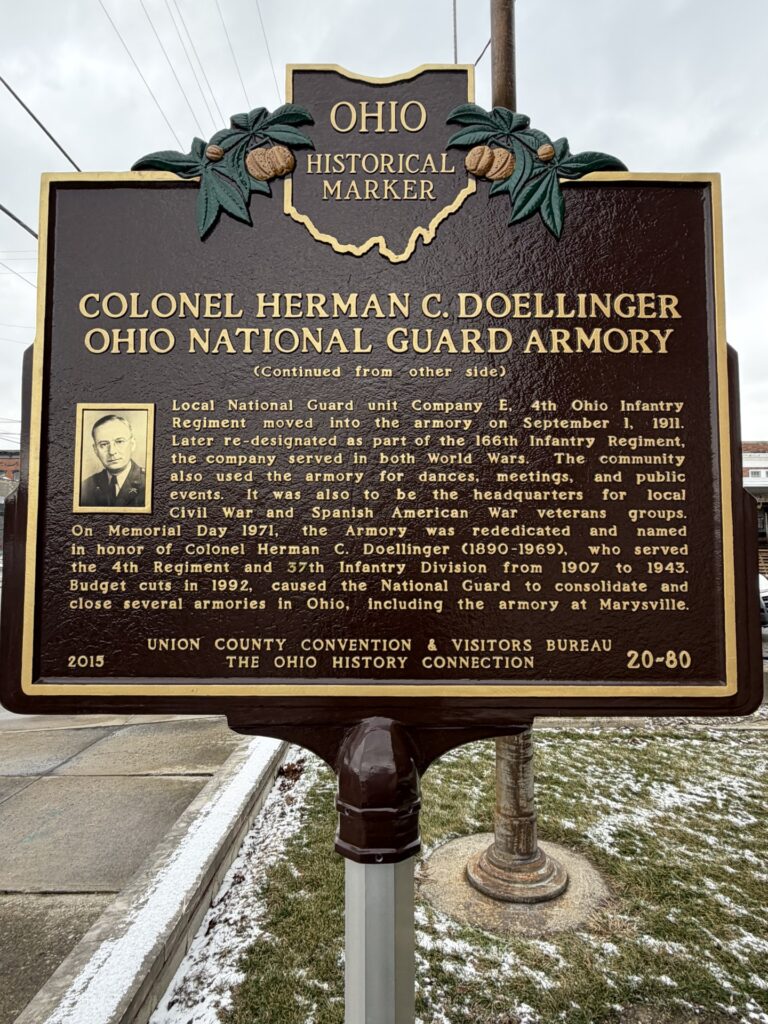 OHIO
HISTORICAL
MARKER
COLONEL HERMAN C. DOELLINGER
OHIO NATIONAL GUARD ARMORY
(Continued from other side)
Local National Guard unit Company E, 4th Ohio Infantry
Regiment moved into the armory on September 1, 1911.
Later re-designated as part of the 166th Infantry Regiment,
the company served in both World Wars. The community
also used the armory for dances, meetings, and public
events. It was also to be the headquarters for local
Civil War and Spanish American War veterans groups.
On Memorial Day 1971, the Armory was rededicated and named
in honor of Colonel Herman C. Doellinger (1890-1969), who served
the 4th Regiment and 37th Infantry Division from 1907 to 1943.
Budget cuts in 1992, caused the National Guard to consolidate and
close several armories in Ohio, including the armory at Marysville.
UNION COUNTY CONVENTION & VISITORS BUREAU
2015 THE OHIO HISTORY CONNECTION 20-80